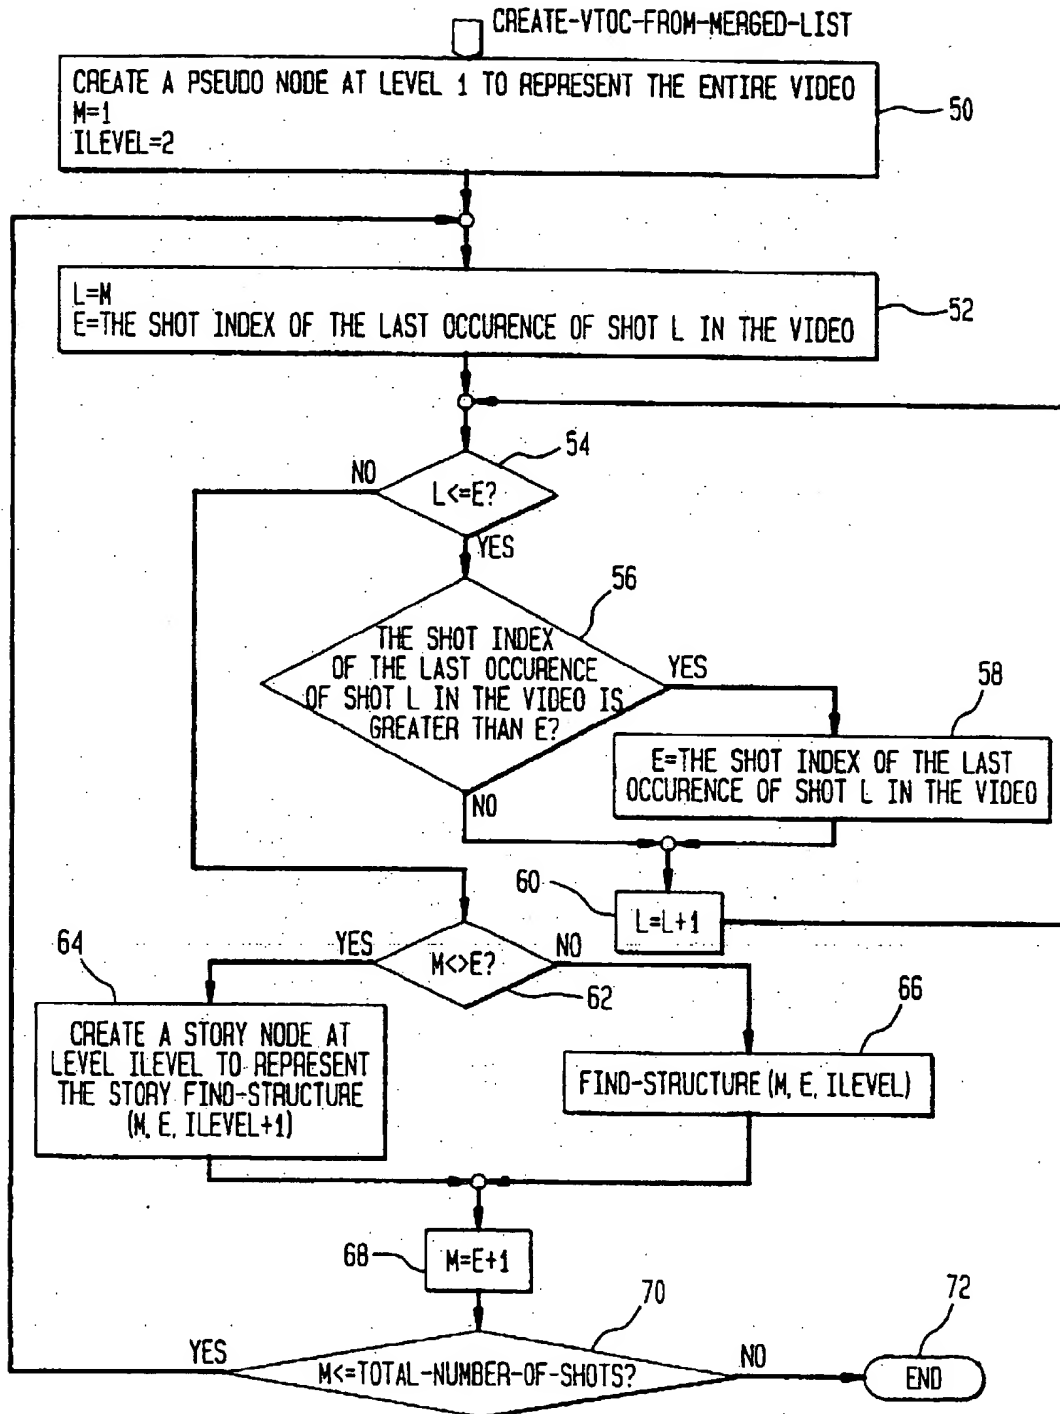 CREATE-VTOC-FROM-MERGED-LIST
CREATE A PSEUDO NODE AT LEVEL 1 TO REPRESENT THE ENTIRE VIDEO
M=1
ILEVEL=2
50
L=M
E=THE SHOT INDEX OF THE LAST OCCURENCE OF SHOT L IN THE VIDEO
52
54
NO
L<=E?
YES
56
THE SHOT INDEX
OF THE LAST OCCURENCE
OF SHOT L IN THE VIDEO IS
GREATER THAN E?
YES
NO
58
E=THE SHOT INDEX OF THE LAST
OCCURENCE OF SHOT L IN THE VIDEO
60
L=L+1
YES
M<>E?
NO
62
64
CREATE A STORY NODE AT
LEVEL ILEVEL TO REPRESENT
THE STORY FIND-STRUCTURE
(M, E, ILEVEL+1)
66
FIND-STRUCTURE (M, E, ILEVEL)
68
M=E+1
70
YES
M<=TOTAL-NUMBER-OF-SHOTS?
NO
72
END